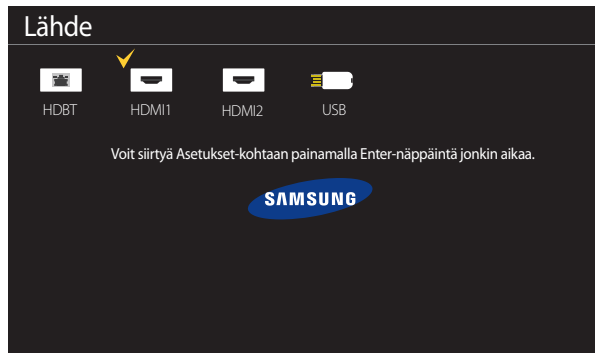 Lähde
HDBT HDMI1 HDMI2 USB
Voit siirtyä Asetukset-kohtaan painamalla Enter-näppäintä jonkin aikaa.
SAMSUNG